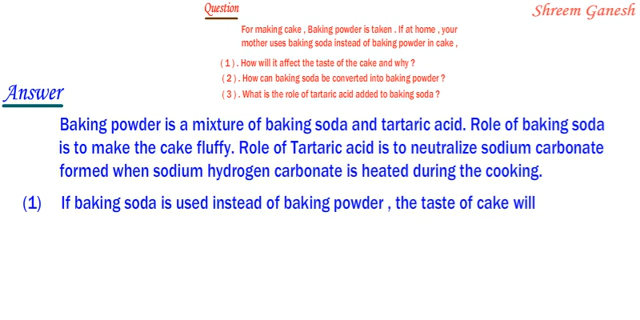 Question
Shreem Ganesh
For making cake , Baking powder is taken . If at home , your
mother uses baking soda instead of baking powder in cake ,
( 1 ) . How will it affect the taste of the cake and why ?
( 2 ) . How can baking soda be converted into baking powder ?
( 3 ) . What is the role of tartaric acid added to baking soda ?
Answer
Baking powder is a mixture of baking soda and tartaric acid. Role of baking soda
is to make the cake fluffy. Role of Tartaric acid is to neutralize sodium carbonate
formed when sodium hydrogen carbonate is heated during the cooking.
(1) If baking soda is used instead of baking powder , the taste of cake will